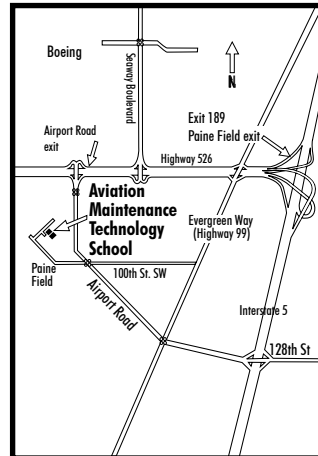 Boeing
Seaway Boulevard
N
Exit 189
Paine Field exit
Airport Road
exit
Highway 526
Aviation
Maintenance
Technology
School
Evergreen Way
(Highway 99)
Paine
Field
100th St. SW
Airport Road
Interstate 5
128th St